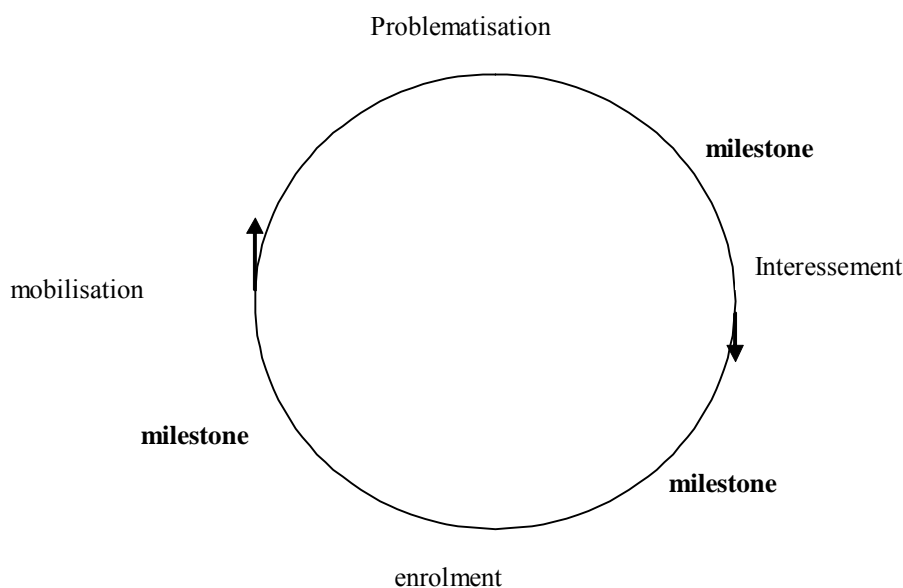 Problematisation
milestone
Interessement
mobilisation
milestone
milestone
enrolment